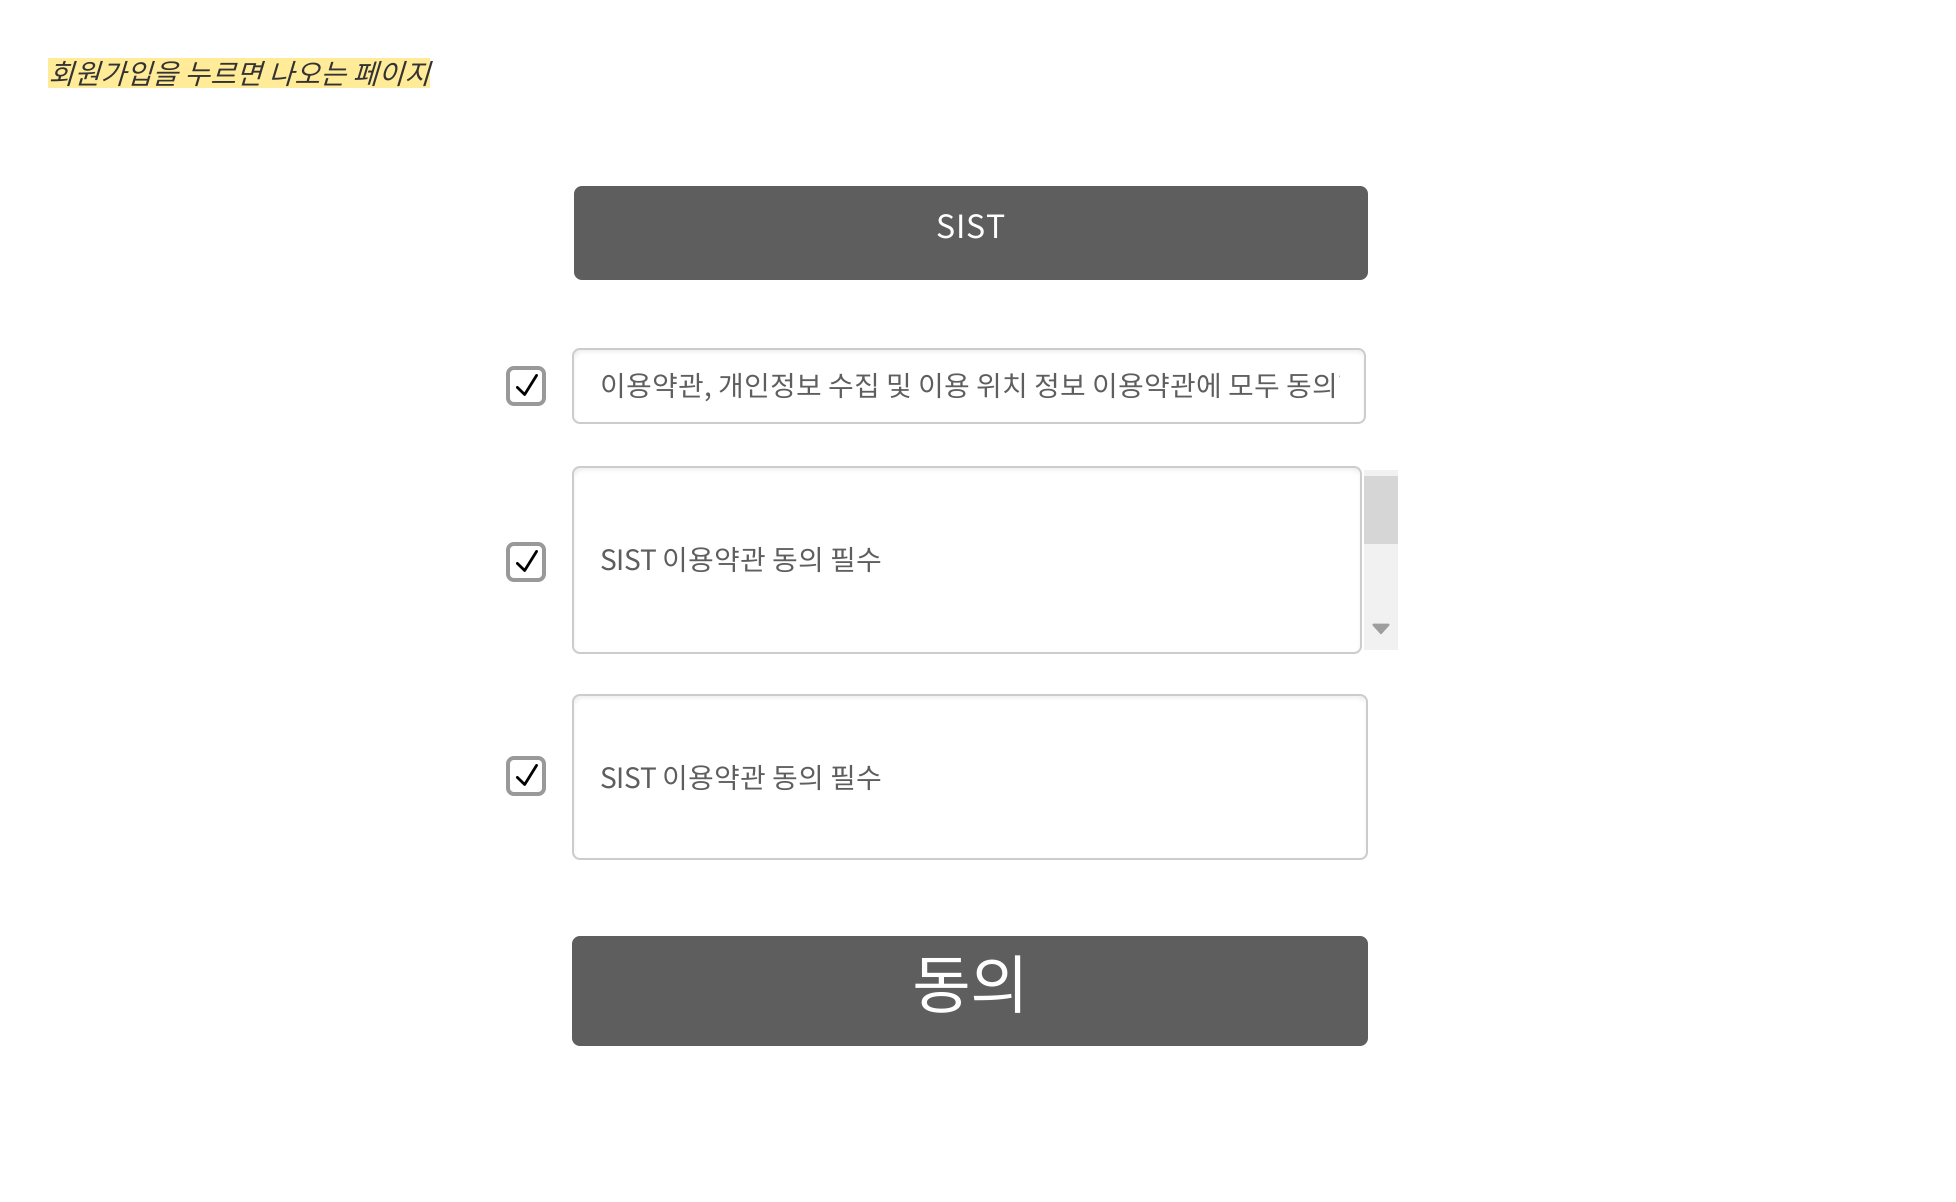 회원가입을 누르면 나오는 페이지
SIST
이용약관, 개인정보 수집 및 이용 위치 정보 이용약관에 모두 동의
SIST 이용약관 동의 필수
SIST 이용약관 동의 필수
동의